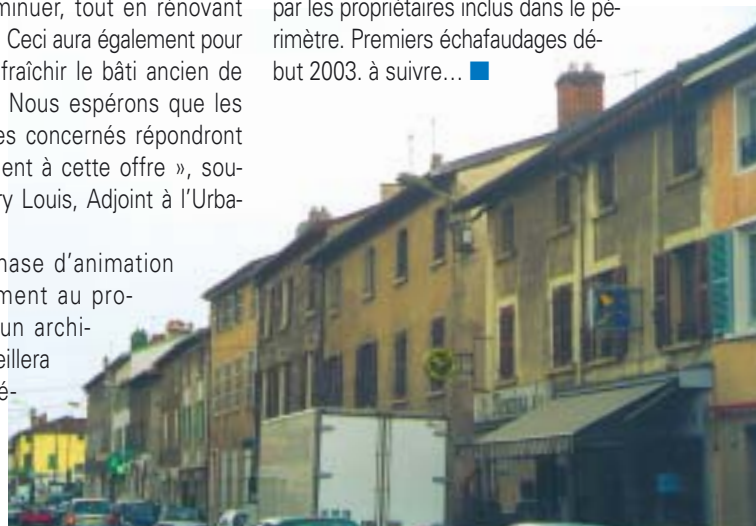 minuer, tout en rénovant
Ceci aura également pour
fraîchir le bâti ancien de
Nous espérons que les
es concernés répondront
ent à cette offre », sou-
ry Louis, Adjoint à l'Urba-
hase d'animation
ment au pro-
un archi-
eillera
é-
par les propriétaires inclus dans le pé-
rimètre. Premiers échafaudages dé-
but 2003. à suivre…